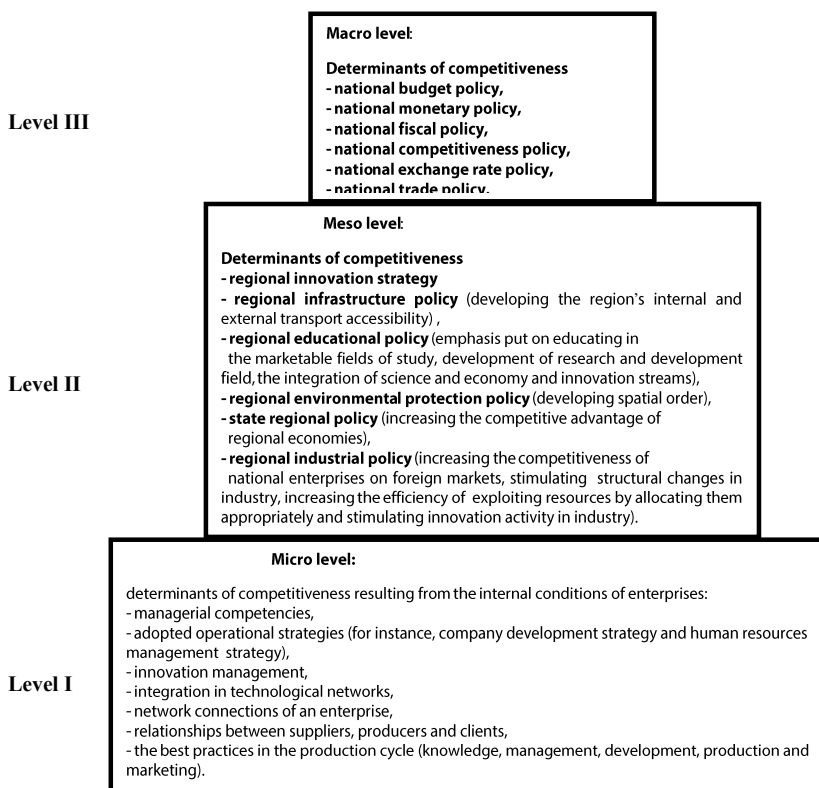 Level III
Macro level:
Determinants of competitiveness
- national budget policy,
- national monetary policy,
- national fiscal policy,
- national competitiveness policy,
- national exchange rate policy,
- national trade policy.
Level II
Meso level:
Determinants of competitiveness
- regional innovation strategy
- regional infrastructure policy (developing the region's internal and
external transport accessibility) ,
- regional educational policy (emphasis put on educating in
the marketable fields of study, development of research and development
field, the integration of science and economy and innovation streams),
- regional environmental protection policy (developing spatial order),
- state regional policy (increasing the competitive advantage of
regional economies),
- regional industrial policy (increasing the competitiveness of
national enterprises on foreign markets, stimulating structural changes in
industry, increasing the efficiency of exploiting resources by allocating them
appropriately and stimulating innovation activity in industry).
Level I
Micro level:
determinants of competitiveness resulting from the internal conditions of enterprises:
- managerial competencies,
- adopted operational strategies (for instance, company development strategy and human resources
management strategy),
- innovation management,
- integration in technological networks,
- network connections of an enterprise,
- relationships between suppliers, producers and clients,
- the best practices in the production cycle (knowledge, management, development, production and
marketing).